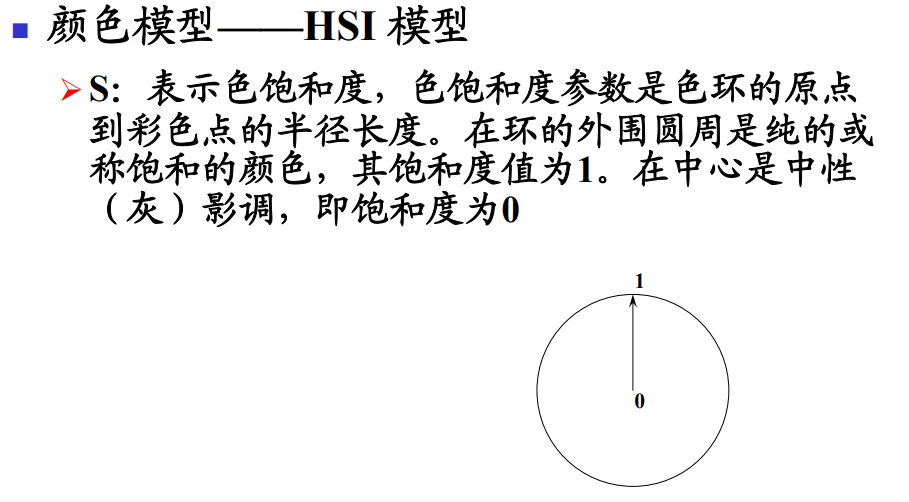 颜色模型——HSI 模型
S：表示色饱和度，色饱和度参数是色环的原点
到彩色点的半径长度。在环的外围圆周是纯的或
称饱和的颜色，其饱和度值为1。在中心是中性
（灰）影调，即饱和度为0
1
0